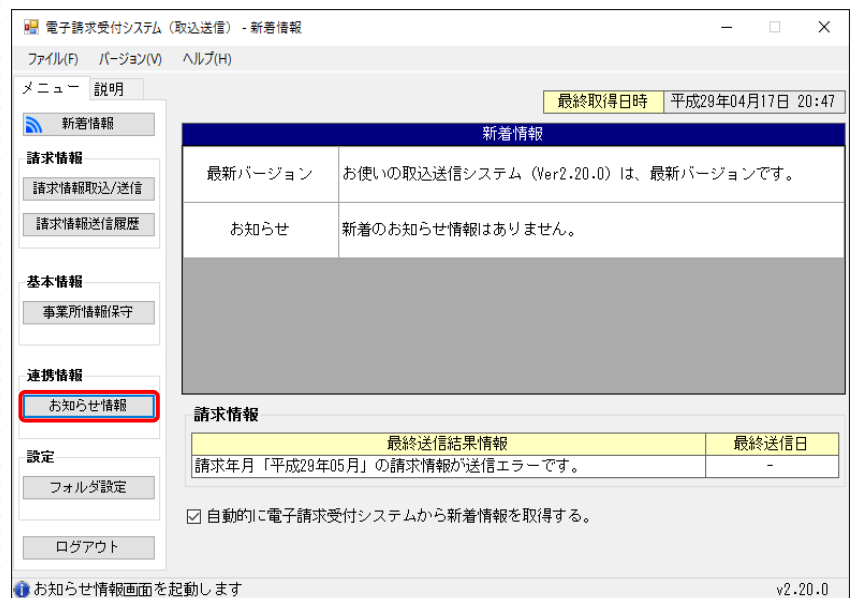 電子請求受付システム（取込送信） - 新着情報
ファイル(F) バージョン(V) ヘルプ(H)
メニュー 説明
最終取得日時 平成29年04月17日 20:47
新着情報
請求情報
請求情報取込/送信
請求情報送信履歴
基本情報
事業所情報保守
連携情報
お知らせ情報
設定
フォルダ設定
ログアウト
新着情報
最新バージョン お使いの取込送信システム（Ver2.20.0）は、最新バージョンです。
お知らせ 新着のお知らせ情報はありません。
請求情報
最終送信結果情報 最終送信日
請求年月「平成29年05月」の請求情報が送信エラーです。 -
自動的に電子請求受付システムから新着情報を取得する。
お知らせ情報画面を起動します v2.20.0